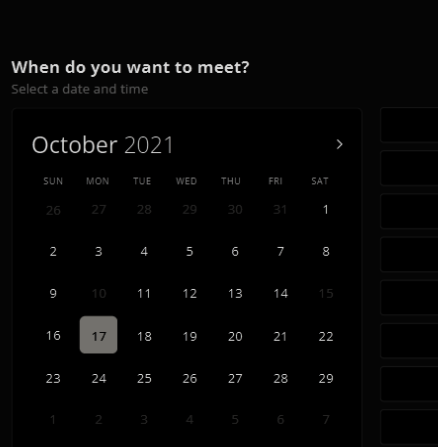 When do you want to meet?
Select a date and time
October 2021
SUN MON TUE WED THU FRI SAT
26 27 28 29 30 31 1
2 3 4 5 6 7 8
9 10 11 12 13 14 15
16 17 18 19 20 21 22
23 24 25 26 27 28 29
1 2 3 4 5 6 7